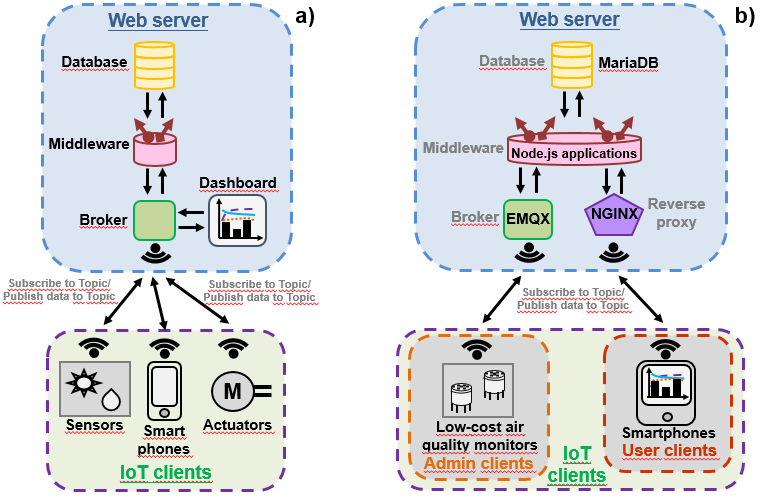 Web server
a)
Database
Middleware
Dashboard
Broker
Subscribe to Topic/
Publish data to Topic
Subscribe to Topic/
Publish data to Topic
Sensors
Smart
phones
M
Actuators
IoT clients
Web server
b)
Database
MariaDB
Middleware
Node.js applications
Broker
EMQX
NGINX
Reverse
proxy
Subscribe to Topic/
Publish data to Topic
Low-cost air
quality monitors
Admin clients
IoT
clients
Smartphones
User clients